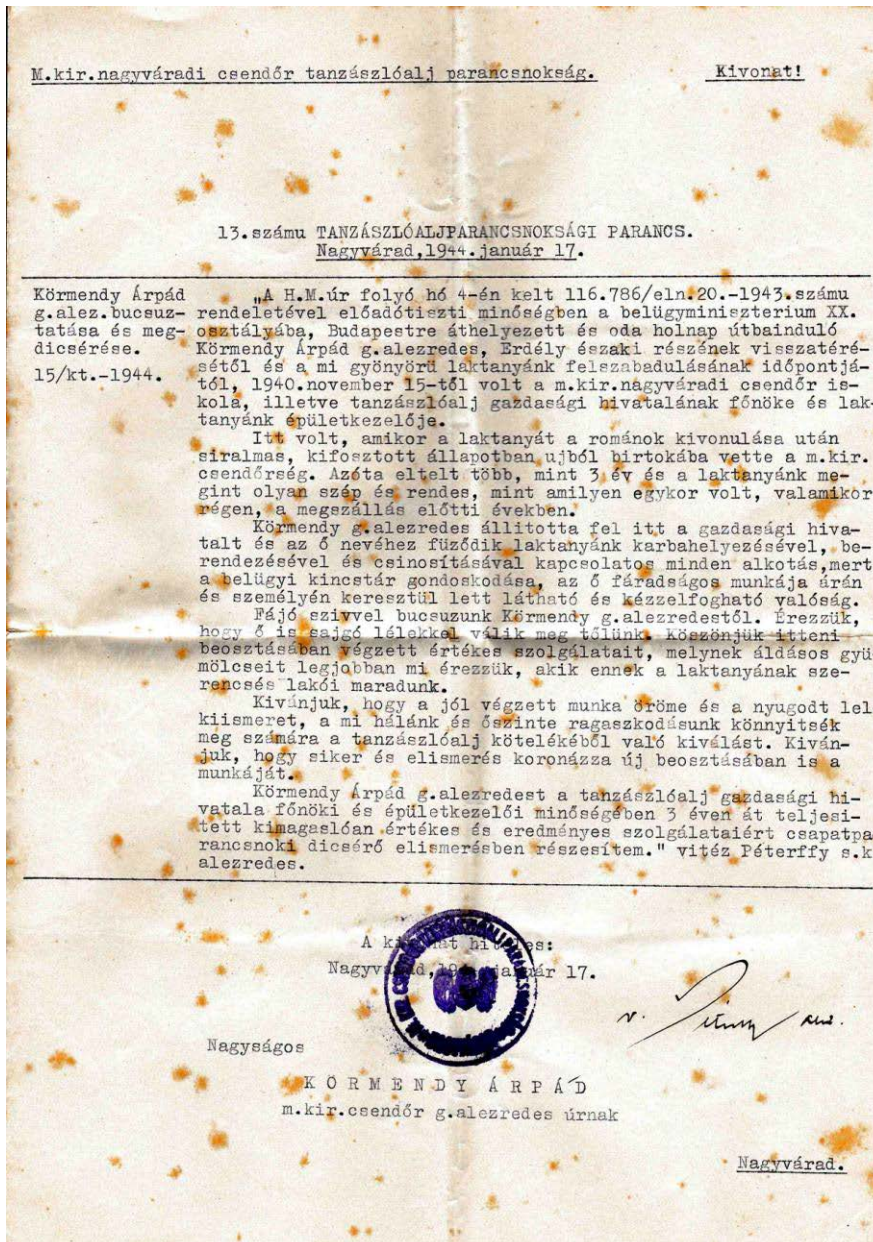 M.kir.nagyváradi csendőr tanzászlóalj parancsnokság. Kivonat!
13.számu TANZÁSZLÓALJPARANCSNOKSÁGI PARANCS.
Nagyvárad,1944.január 17.
Körmendy Árpád
g.alez.bucsuz-
tatása és meg-
dicsérése.
15/kt.-1944.
„A H.M.úr folyó hó 4-én kelt 116.786/eln.20.-1943.számu
rendeletével előadótiszti minőségben a belügyminiszterium XX.
osztályába, Budapestre áthelyezett és oda holnap útbainduló
Körmendy Árpád g.alezredes, Erdély északi részének visszatéré-
sétől és a mi gyönyörü laktanyánk felszabadulásának időpontjá-
tól, 1940.november 15-től volt a m.kir.nagyváradi csendőr is-
kola, illetve tanzászlóalj gazdasági hivatalának főnöke és lak-
tanyánk épületkezelője.
Itt volt, amikor a laktanyát a románok kivonulása után
siralmas, kifosztott állapotban ujból birtokába vette a m.kir.
csendőrség. Azóta eltelt több, mint 3 év és a laktanyánk me-
gint olyan szép és rendes, mint amilyen egykor volt, valamikor
régen, a megszállás előtti években.
Körmendy g.alezredes állitotta fel itt a gazdasági hiva-
talt és az ő nevéhez füződik laktanyánk karbahelyezésével, be-
rendezésével és csinosításával kapcsolatos minden alkotás,mert
a belügyi kincstár gondoskodása, az ő fáradságos munkája árán
és személyén keresztül lett látható és kézzelfogható valóság.
Fájó szivvel bucsuzunk Körmendy g.alezredestől. Érezzük,
hogy ő is sajgó lélekkel válik meg tőlünk. Köszönjük itteni
beosztásában végzett értékes szolgálatait, melynek áldásos gyü
mölcseit legjobban mi érezzük, akik ennek a laktanyának sze-
rencsés lakói maradunk.
Kivánjuk, hogy a jól végzett munka öröme és a nyugodt lel
kiismeret, a mi hálánk és őszinte ragaszkodásunk könnyitsék
meg számára a tanzászlóalj kötelékéből való kiválást. Kiván-
juk, hogy siker és elismerés koronázza új beosztásában is a
munkáját.
Körmendy Árpád g.alezredest a tanzászlóalj gazdasági hi-
vatala főnöki és épületkezelői minőségében 3 éven át teljesi-
tett kimagaslóan értékes és eredményes szolgálataiért csapatpa
rancsnoki dicsérő elismerésben részesítem." vitéz Péterffy s.k
alezredes.
A kivonat hiteles:
Nagyvárad,1944.január 17.
Nagyságos
KÖRMENDY ÁRPÁD
m.kir.csendőr g.alezredes úrnak
Nagyvárad.